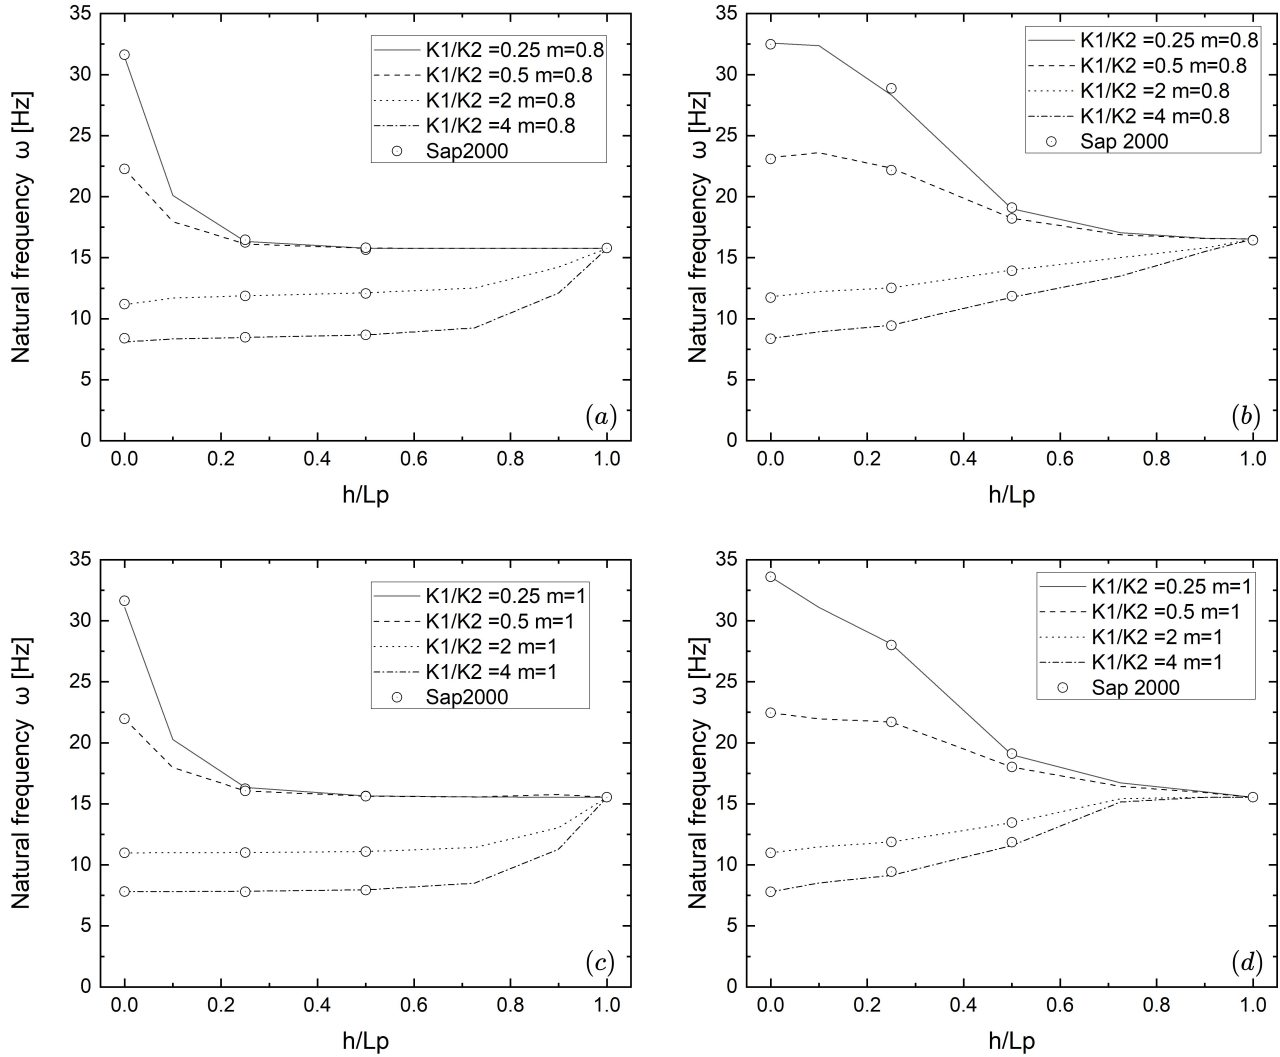 35
30
25
20
15
10
5
0
Natural frequency ω [Hz]
K1/K2 =0.25 m=0.8
K1/K2 =0.5 m=0.8
K1/K2 =2 m=0.8
K1/K2 =4 m=0.8
Sap2000
(a)
0.0 0.2 0.4 0.6 0.8 1.0
h/Lp
35
30
25
20
15
10
5
0
Natural frequency ω [Hz]
K1/K2 =0.25 m=0.8
K1/K2 =0.5 m=0.8
K1/K2 =2 m=0.8
K1/K2 =4 m=0.8
Sap 2000
(b)
0.0 0.2 0.4 0.6 0.8 1.0
h/Lp
35
30
25
20
15
10
5
0
Natural frequency ω [Hz]
K1/K2 =0.25 m=1
K1/K2 =0.5 m=1
K1/K2 =2 m=1
K1/K2 =4 m=1
Sap2000
(c)
0.0 0.2 0.4 0.6 0.8 1.0
h/Lp
35
30
25
20
15
10
5
0
Natural frequency ω [Hz]
K1/K2 =0.25 m=1
K1/K2 =0.5 m=1
K1/K2 =2 m=1
K1/K2 =4 m=1
Sap 2000
(d)
0.0 0.2 0.4 0.6 0.8 1.0
h/Lp